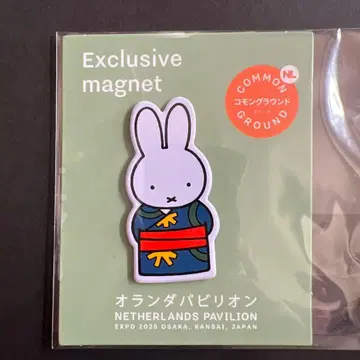 Exclusive
magnet
NL
COMMON
コモングラウンド
GROUND
オランダパビリオン
NETHERLANDS PAVILION
EXPO 2025 OSAKA, KANSAI, JAPAN